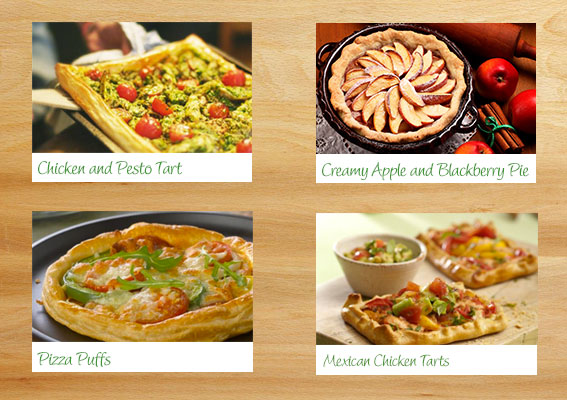 Chicken and Pesto Tart
Creamy Apple and Blackberry Pie
Pizza Puffs
Mexican Chicken Tarts